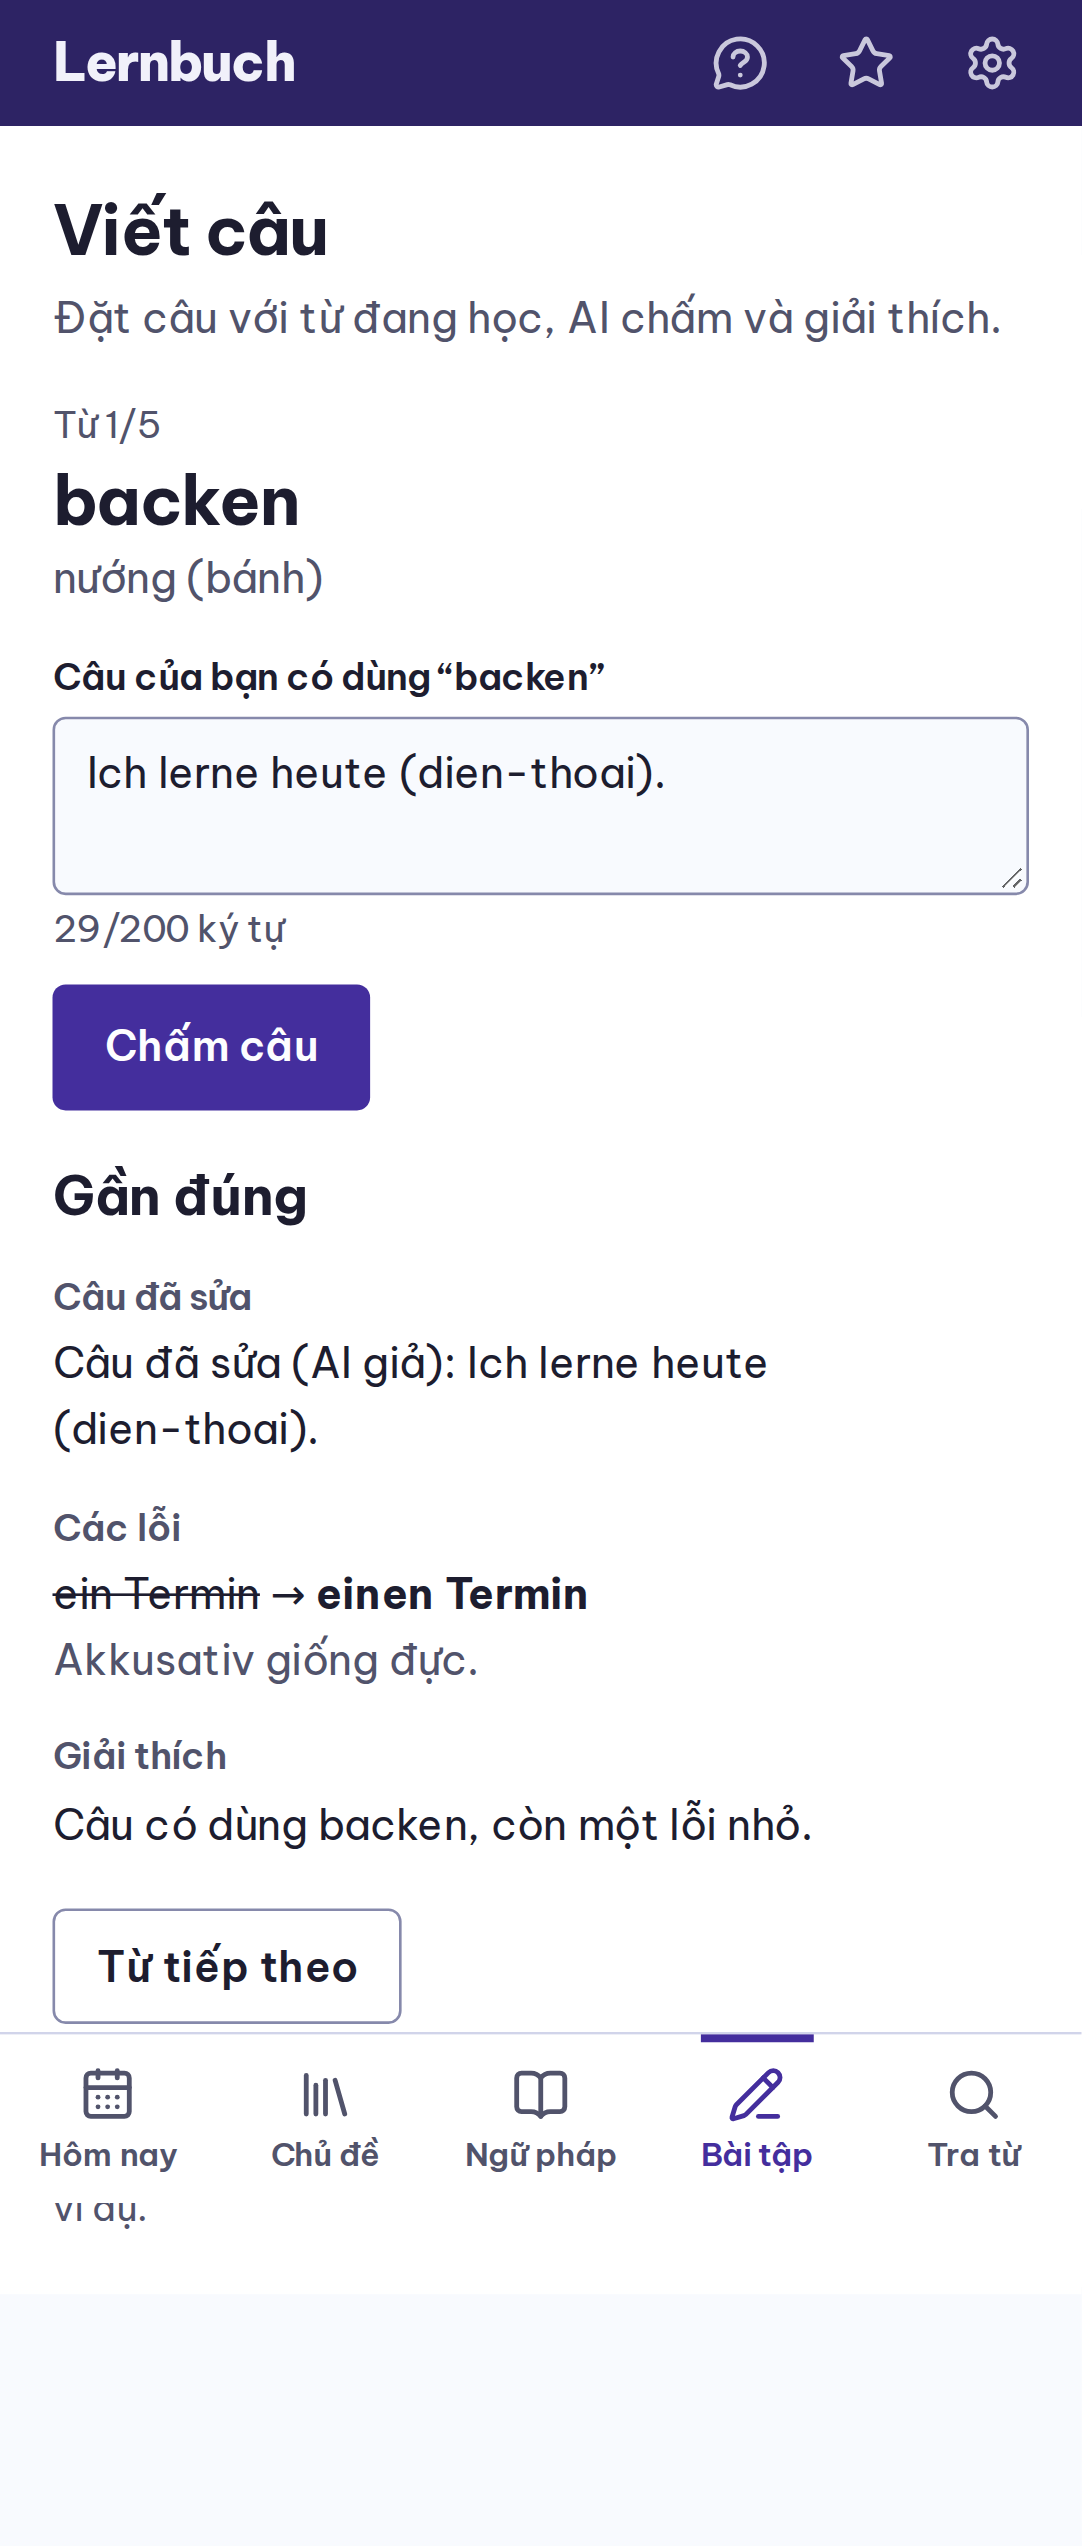 Lernbuch
Viết câu
Đặt câu với từ đang học, AI chấm và giải thích.
Từ 1/5
backen
nướng (bánh)
Câu của bạn có dùng “backen”
Ich lerne heute (dien-thoai).
29/200 ký tự
Chấm câu
Gần đúng
Câu đã sửa
Câu đã sửa (AI giả): Ich lerne heute
(dien-thoai).
Các lỗi
ein Termin → einen Termin
Akkusativ giống đực.
Giải thích
Câu có dùng backen, còn một lỗi nhỏ.
Từ tiếp theo
Hôm nay
Chủ đề
Ngữ pháp
Bài tập
Tra từ